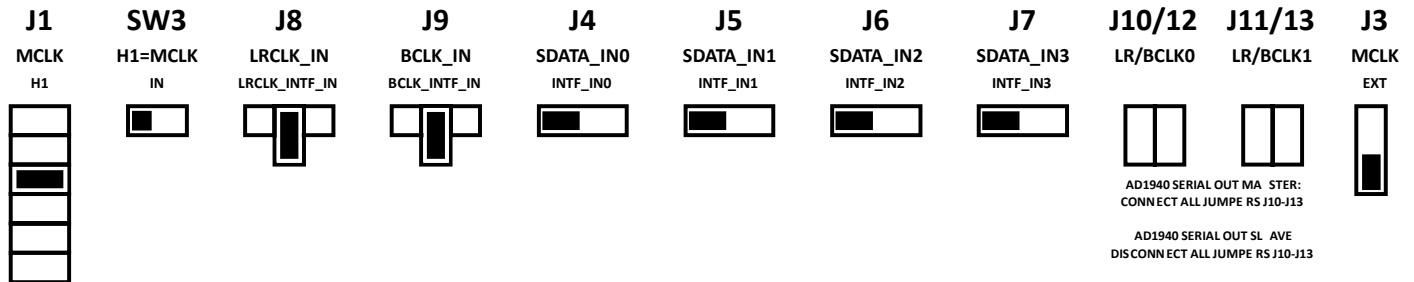 J1 SW3 J8 J9 J4 J5 J6 J7 J10/12 J11/13 J3
MCLK H1=MCLK LRCLK_IN BCLK_IN SDATA_IN0 SDATA_IN1 SDATA_IN2 SDATA_IN3 LR/BCLK0 LR/BCLK1 MCLK
H1 IN LRCLK_INTF_IN BCLK_INTF_IN INTF_IN0 INTF_IN1 INTF_IN2 INTF_IN3 EXT
AD1940 SERIAL OUT MA STER:
CONNECT ALL JUMPE RS J10-J13
AD1940 SERIAL OUT SL AVE
DISCONNECT ALL JUMPE RS J10-J13